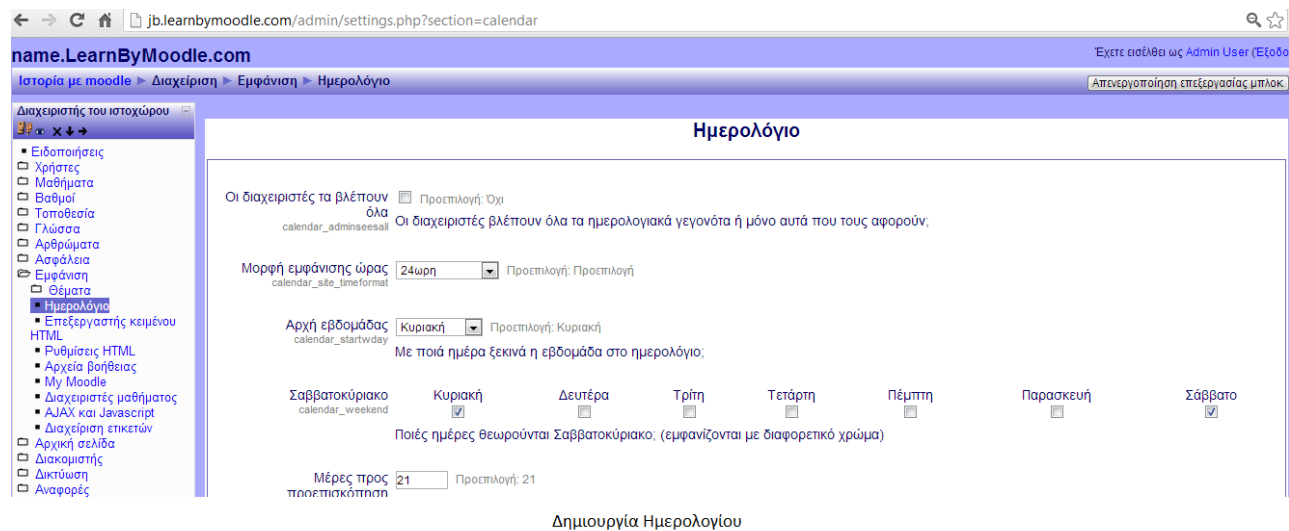 jb.learnbymoodle.com/admin/settings.php?section=calendar
name.LearnByMoodle.com
Έχετε εισέλθει ως Admin User (Έξοδο
Ιστορία με moodle ► Διαχείριση ► Εμφάνιση ► Ημερολόγιο
Απενεργοποίηση επεξεργασίας μπλοκ
Διαχειριστής του ιστοχώρου
Ειδοποιήσεις
Χρήστες
Μαθήματα
Βαθμοί
Τοποθεσία
Γλώσσα
Αρθρώματα
Ασφάλεια
Εμφάνιση
Θέματα
Ημερολόγιο
Επεξεργαστής κειμένου
HTML
Ρυθμίσεις HTML
Αρχεία βοήθειας
My Moodle
Διαχειριστές μαθήματος
AJAX και Javascript
Διαχείριση ετικετών
Αρχική σελίδα
Διακομιστής
Δικτύωση
Αναφορές
Ημερολόγιο
Οι διαχειριστές τα βλέπουν Προεπιλογή: Όχι
όλα
calendar_adminseesall
Οι διαχειριστές βλέπουν όλα τα ημερολογιακά γεγονότα ή μόνο αυτά που τους αφορούν;
Μορφή εμφάνισης ώρας 24ωρη Προεπιλογή: Προεπιλογή
calendar_site_timeformat
Αρχή εβδομάδας Κυριακή Προεπιλογή: Κυριακή
calendar_startwday
Με ποιά ημέρα ξεκινά η εβδομάδα στο ημερολόγιο;
Σαββατοκύριακο Κυριακή Δευτέρα Τρίτη Τετάρτη Πέμπτη Παρασκευή Σάββατο
calendar_weekend
Ποιές ημέρες θεωρούνται Σαββατοκύριακο; (εμφανίζονται με διαφορετικό χρώμα)
Μέρες προς 21 Προεπιλογή: 21
προεπισκόπηση
Δημιουργία Ημερολογίου